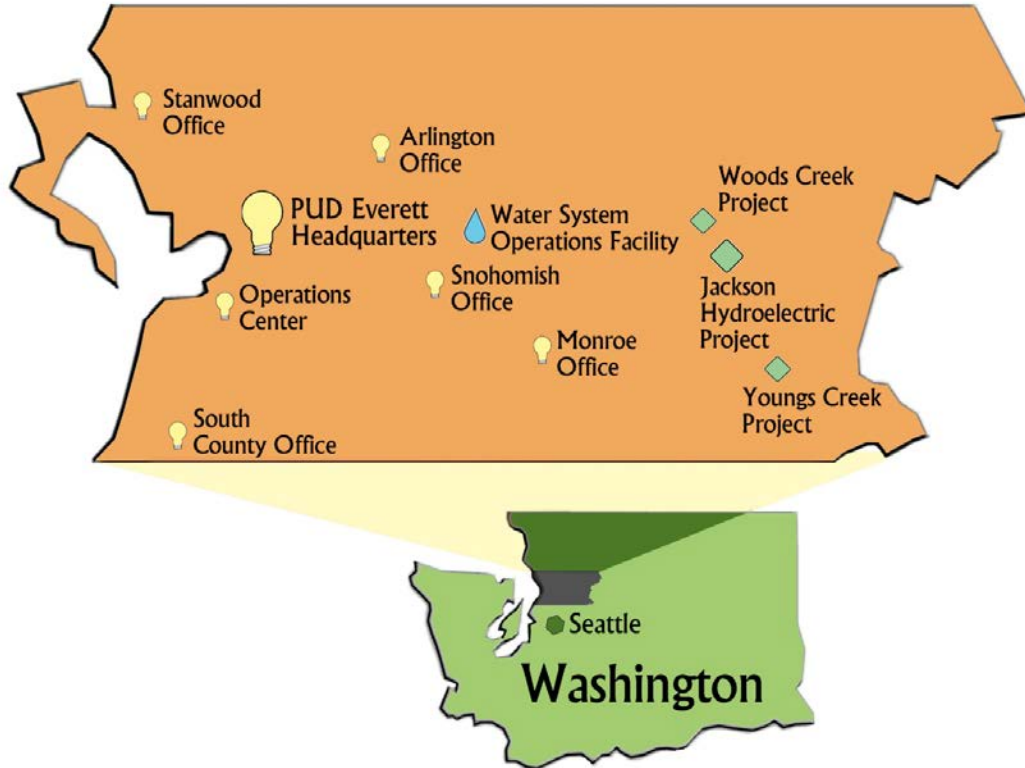 Stanwood
Office
Arlington
Office
Woods Creek
Project
PUD Everett
Headquarters
Water System
Operations Facility
Snohomish
Office
Operations
Center
Jackson
Hydroelectric
Project
Monroe
Office
Youngs Creek
Project
South
County Office
Seattle
Washington